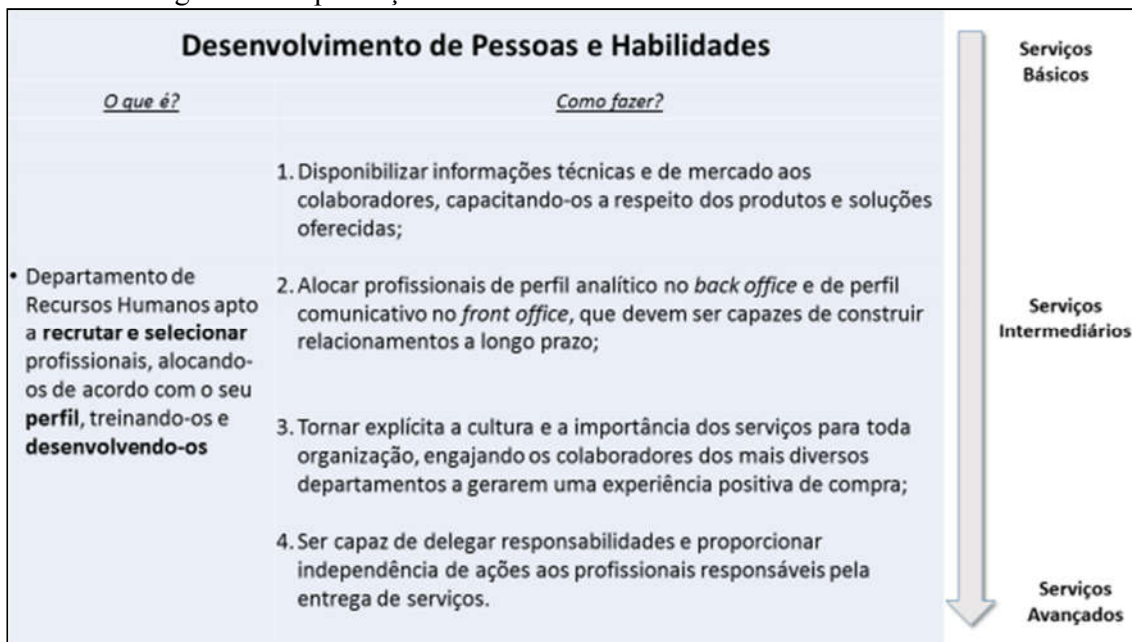 Desenvolvimento de Pessoas e Habilidades
O que é?
Como fazer?
• Departamento de
Recursos Humanos apto
a recrutar e selecionar
profissionais, alocando-
os de acordo com o seu
perfil, treinando-os e
desenvolvendo-os
1. Disponibilizar informações técnicas e de mercado aos
colaboradores, capacitando-os a respeito dos produtos e soluções
oferecidas;
2. Alocar profissionais de perfil analítico no back office e de perfil
comunicativo no front office, que devem ser capazes de construir
relacionamentos a longo prazo;
3. Tornar explícita a cultura e a importância dos serviços para toda
organização, engajando os colaboradores dos mais diversos
departamentos a gerarem uma experiência positiva de compra;
4. Ser capaz de delegar responsabilidades e proporcionar
independência de ações aos profissionais responsáveis pela
entrega de serviços.
Serviços
Básicos
Serviços
Intermediários
Serviços
Avançados